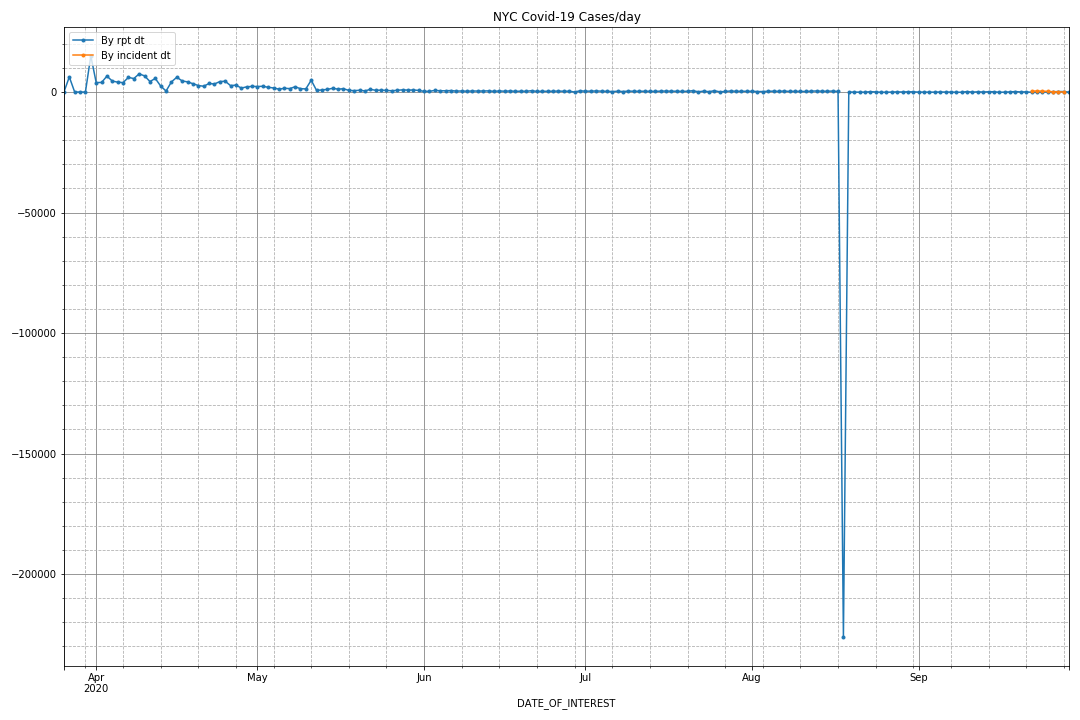 NYC Covid-19 Cases/day
By rpt dt
By incident dt
0
−50000
−100000
−150000
−200000
Apr
2020
May
Jun
Jul
Aug
Sep
DATE_OF_INTEREST